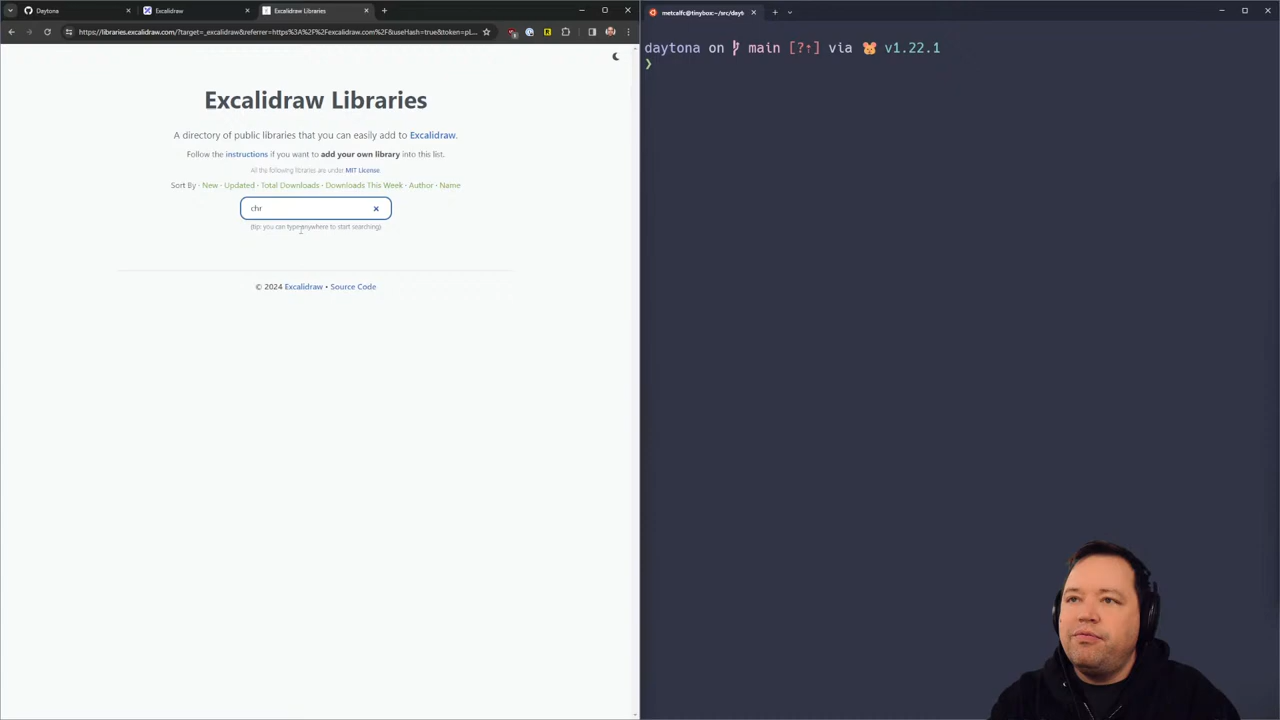 Daytona
Excalidraw
Excalidraw Libraries
https://libraries.excalidraw.com/?target=_excalidraw&referrer=https%3A%2F%2Fexcalidraw.com%2F&useHash=true&token=pL...
Excalidraw Libraries
A directory of public libraries that you can easily add to Excalidraw.
Follow the instructions if you want to add your own library into this list.
All the following libraries are under MIT License
Sort By · New · Updated · Total Downloads · Downloads This Week · Author · Name
chr
(tip: you can type anywhere to start searching)
© 2024 Excalidraw • Source Code
metcalfc@tinybox:~/src/dayt
daytona on main [?↑] via v1.22.1
❯